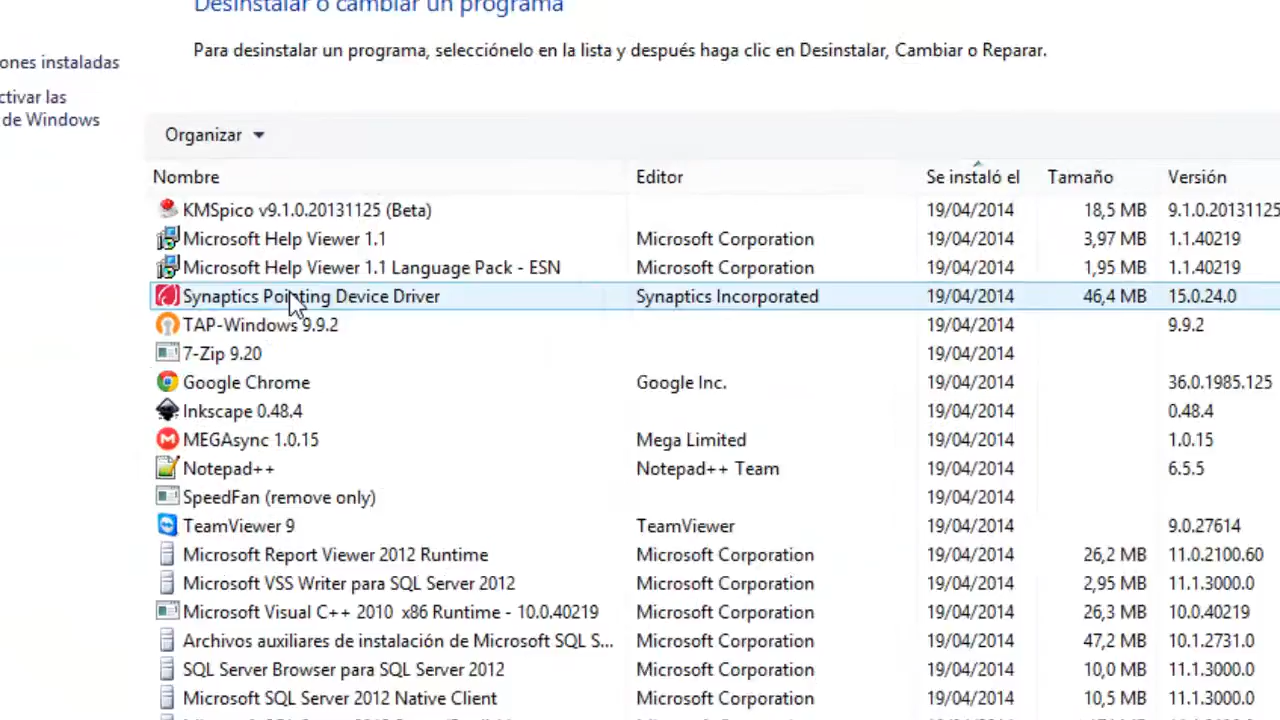 Desinstalar o cambiar un programa
Para desinstalar un programa, selecciónelo en la lista y después haga clic en Desinstalar, Cambiar o Reparar.
ones instaladas
ctivar las
de Windows
Organizar
Nombre Editor Se instaló el Tamaño Versión
KMSpico v9.1.0.20131125 (Beta) 19/04/2014 18,5 MB 9.1.0.20131125
Microsoft Help Viewer 1.1 Microsoft Corporation 19/04/2014 3,97 MB 1.1.40219
Microsoft Help Viewer 1.1 Language Pack - ESN Microsoft Corporation 19/04/2014 1,95 MB 1.1.40219
Synaptics Pointing Device Driver Synaptics Incorporated 19/04/2014 46,4 MB 15.0.24.0
TAP-Windows 9.9.2 19/04/2014 9.9.2
7-Zip 9.20 19/04/2014
Google Chrome Google Inc. 19/04/2014 36.0.1985.125
Inkscape 0.48.4 19/04/2014 0.48.4
MEGAsync 1.0.15 Mega Limited 19/04/2014 1.0.15
Notepad++ Notepad++ Team 19/04/2014 6.5.5
SpeedFan (remove only) 19/04/2014
TeamViewer 9 TeamViewer 19/04/2014 9.0.27614
Microsoft Report Viewer 2012 Runtime Microsoft Corporation 19/04/2014 26,2 MB 11.0.2100.60
Microsoft VSS Writer para SQL Server 2012 Microsoft Corporation 19/04/2014 2,95 MB 11.1.3000.0
Microsoft Visual C++ 2010 x86 Runtime - 10.0.40219 Microsoft Corporation 19/04/2014 26,3 MB 10.0.40219
Archivos auxiliares de instalación de Microsoft SQL S... Microsoft Corporation 19/04/2014 47,2 MB 10.1.2731.0
SQL Server Browser para SQL Server 2012 Microsoft Corporation 19/04/2014 10,0 MB 11.1.3000.0
Microsoft SQL Server 2012 Native Client Microsoft Corporation 19/04/2014 10,5 MB 11.1.3000.0